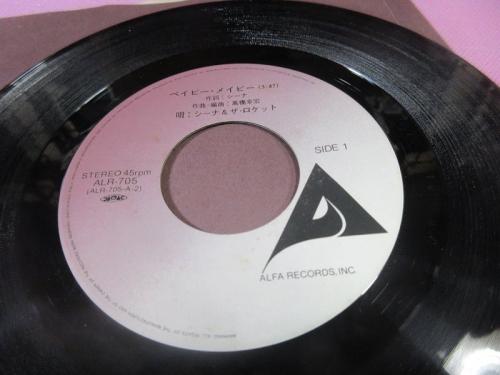 ベイビー・メイビー (3:47)
作詞：シーナ
作曲・編曲：高橋幸宏
唄：シーナ＆ザ・ロケット
SIDE 1
STEREO 45rpm
ALR-705
(ALR-705-A-2)
ALFA RECORDS, INC